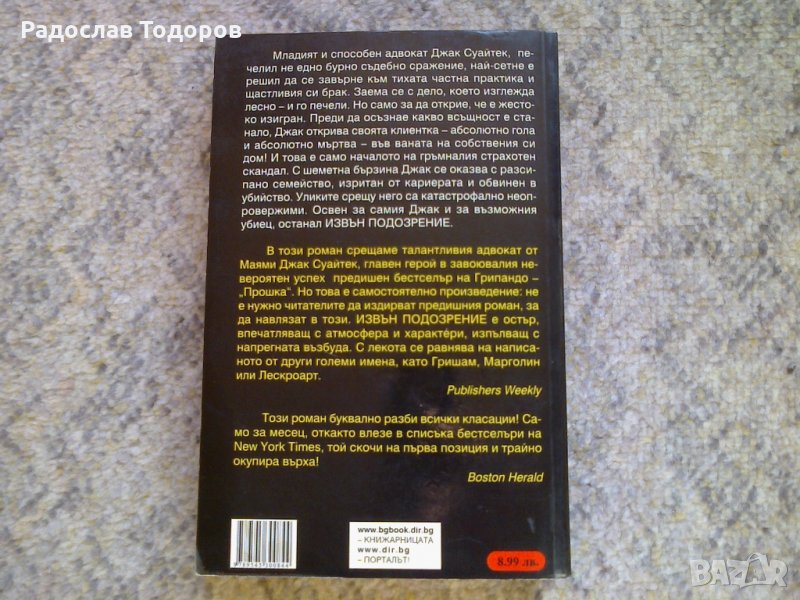 Радослав Тодоров
Младият и способен адвокат Джак Суайтек, пе-
челил не едно бурно съдебно сражение, най-сетне е
решил да се завърне към тихата частна практика и
щастливия си брак. Заема се с дело, което изглежда
лесно – и го печели. Но само за да открие, че е жесто-
ко изигран. Преди да осъзнае какво всъщност е ста-
нало, Джак открива своята клиентка – абсолютно гола
и абсолютно мъртва – във ваната на собствения си
дом! И това е само началото на гръмналия страхотен
скандал. С шеметна бързина Джак се оказва с разси-
пано семейство, изритан от кариерата и обвинен в
убийство. Уликите срещу него са катастрофално неоп-
ровержими. Освен за самия Джак и за възможния
убиец, останал ИЗВЪН ПОДОЗРЕНИЕ.
В този роман срещаме талантливия адвокат от
Маями Джак Суайтек, главен герой в завоювалия не-
вероятен успех предишен бестселър на Грипандо –
„Прошка“. Но това е самостоятелно произведение: не
е нужно читателите да издирват предишния роман, за
да навлязат в този. ИЗВЪН ПОДОЗРЕНИЕ е остър,
впечатляващ с атмосфера и характери, изпълващ с
напрегната възбуда. С лекота се равнява на написа-
ното от други големи имена, като Гришам, Марголин
или Лескроарт.
Publishers Weekly
Този роман буквално разби всички класации! Са-
мо за месец, откакто влезе в списъка бестселъри на
New York Times, той скочи на първа позиция и трайно
окупира върха!
Boston Herald
www.bgbook.dir.bg
– КНИЖАРНИЦАТА
www.dir.bg
– ПОРТАЛЪТ!
8.99 лв.
BAZAR